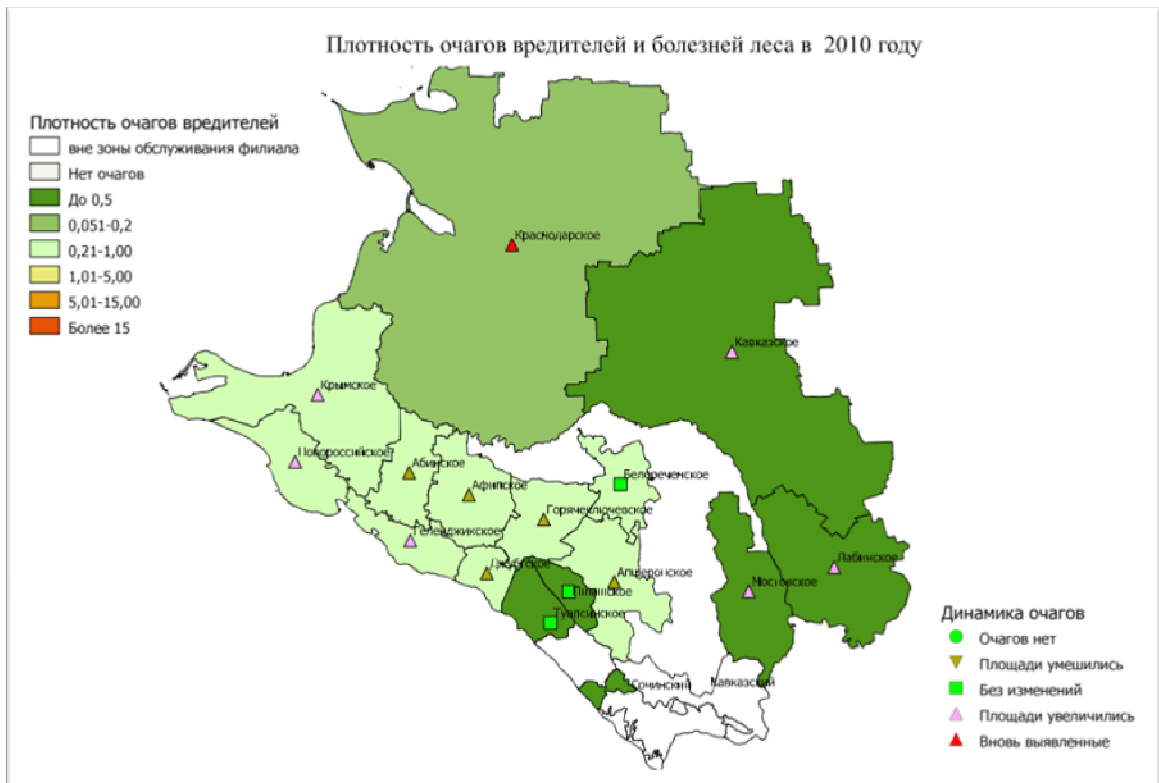 Плотность очагов вредителей и болезней леса в 2010 году
Плотность очагов вредителей
вне зоны обслуживания филиала
Нет очагов
До 0,5
0,051-0,2
0,21-1,00
1,01-5,00
5,01-15,00
Более 15
Краснодарское
Кавказское
Крымское
Новороссийское
Абинское
Афипское
Белореченское
Горячеключевское
Геленджикское
Джубгское
Апшеронское
Пшишское
Туапсинское
Мостовское
Лабинское
Сочинский
Кавказский
Динамика очагов
Очагов нет
Площади умешились
Без изменений
Площади увеличились
Вновь выявленные